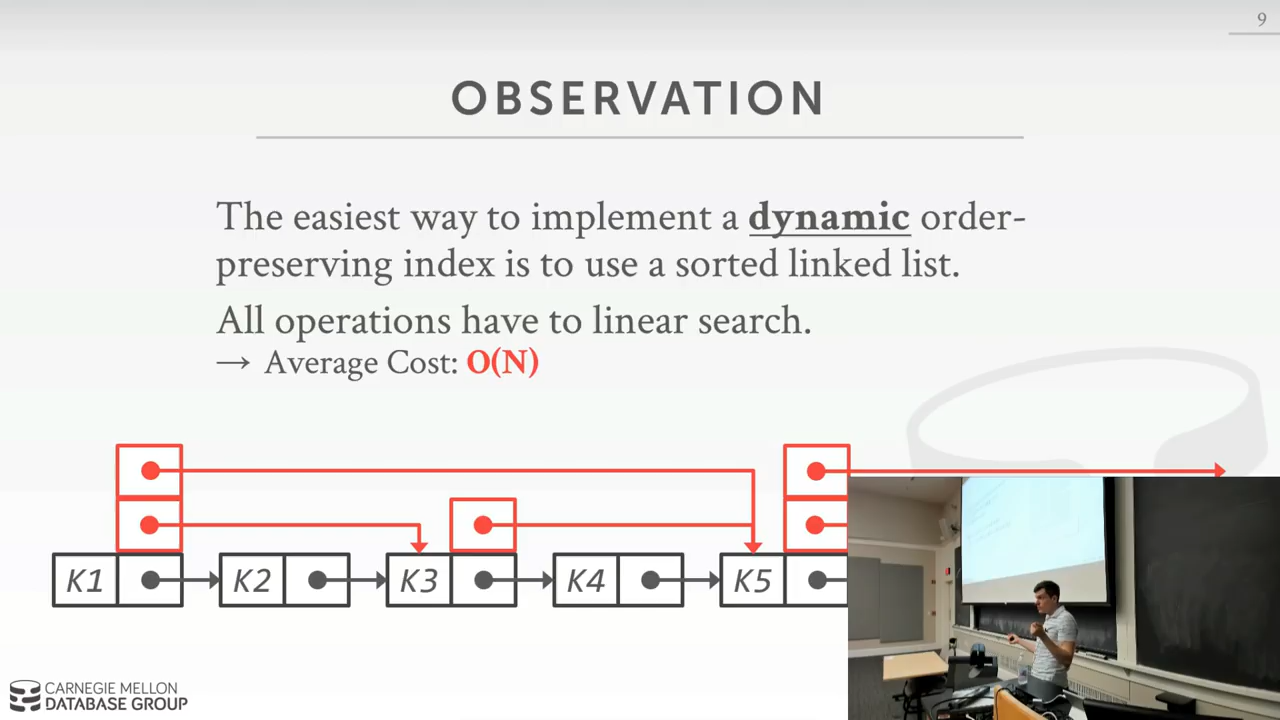 9
OBSERVATION
The easiest way to implement a dynamic order-
preserving index is to use a sorted linked list.
All operations have to linear search.
→ Average Cost: O(N)
K1 K2 K3 K4 K5
CARNEGIE MELLON
DATABASE GROUP